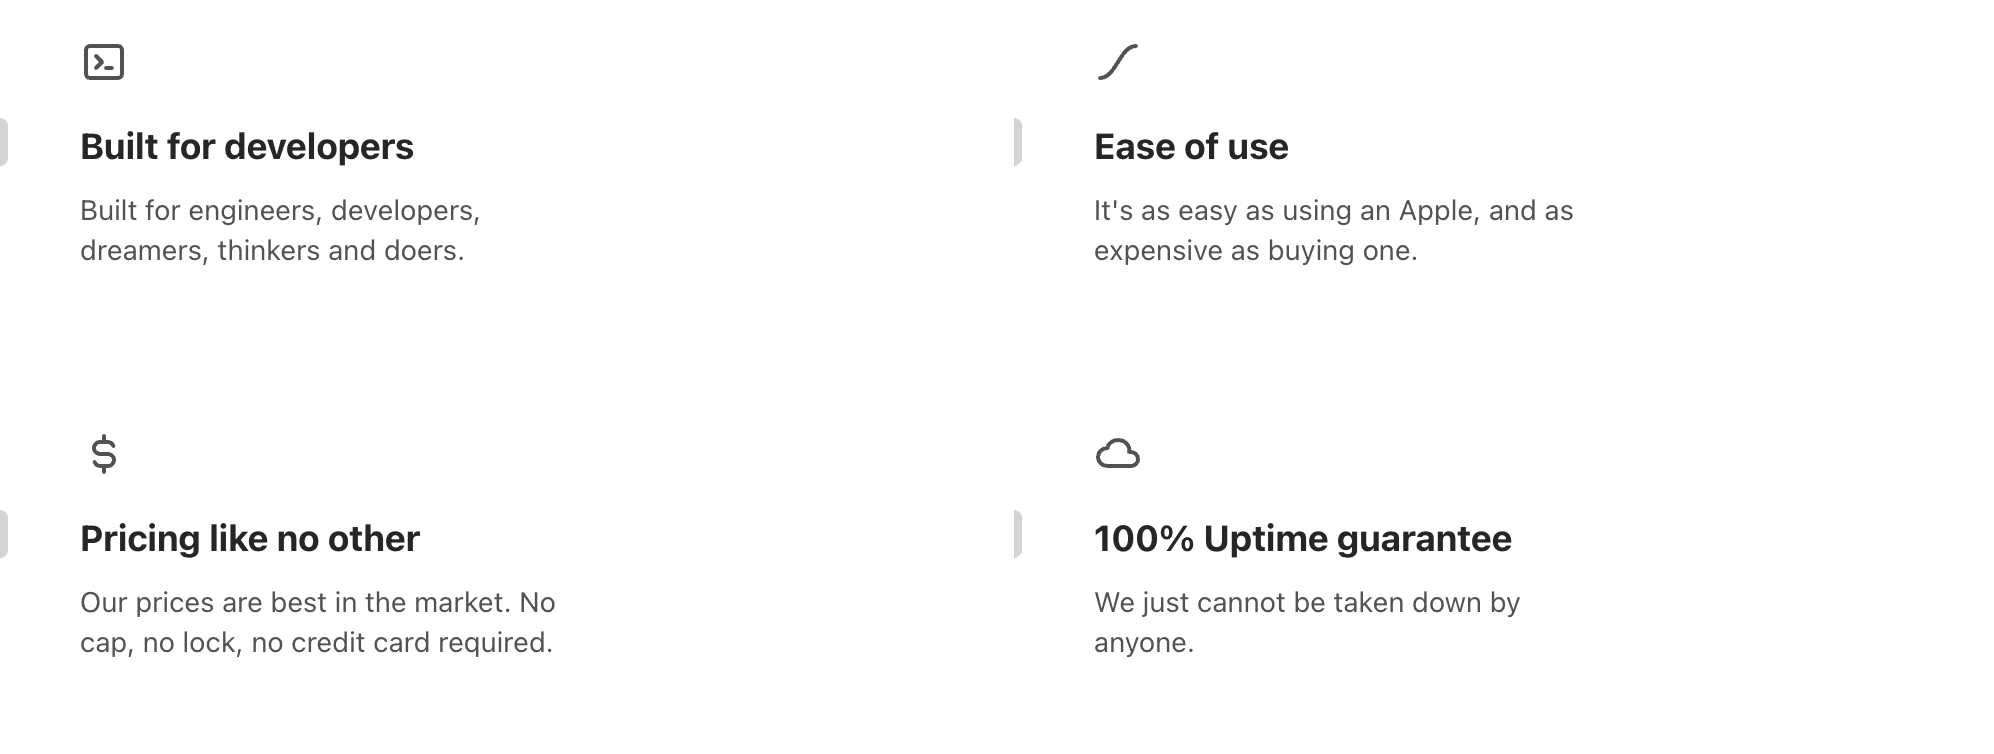 Built for developers
Built for engineers, developers,
dreamers, thinkers and doers.
Ease of use
It's as easy as using an Apple, and as
expensive as buying one.
Pricing like no other
Our prices are best in the market. No
cap, no lock, no credit card required.
100% Uptime guarantee
We just cannot be taken down by
anyone.